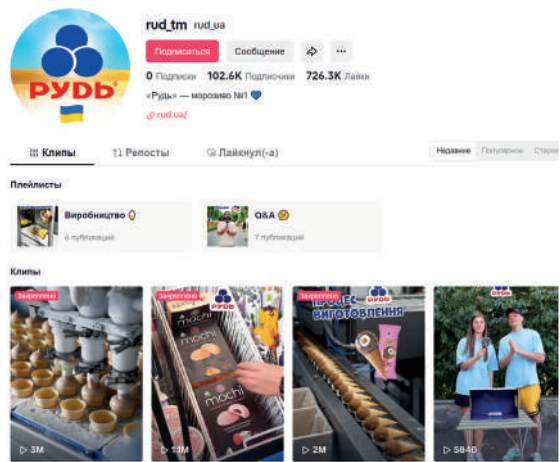 rud_tm rud_ua
РУДЬ
Подписаться Сообщение
0 Подписки 102.6K Подписчики 726.3K Лайки
«Рудь» — морозиво №1
rud.ua/
Клипы Репосты Лайкнул(-а)
Недавние Популярное
Плейлисты
Виробництво
6 публикаций
Q&A
7 публикаций
Клипы
Закреплено
3M
Закреплено
РУДЬ
mochi
mochi
mochi
1.1M
Закреплено
РУДЬ
ПРОЦЕС
ВИГОТОВЛЕННЯ
2M
РУДЬ
5840